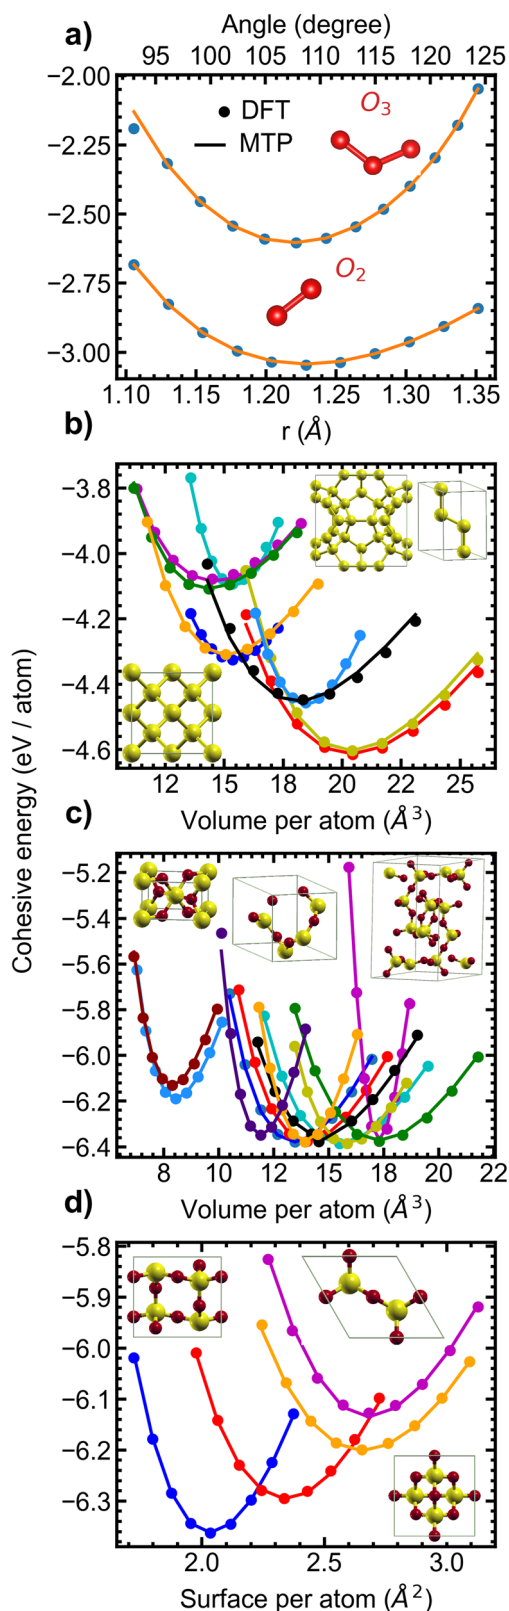 Angle (degree)
a)
95 100 105 110 115 120 125
−2.00
−2.25
−2.50
−2.75
−3.00
DFT
MTP
O3
O2
1.10 1.15 1.20 1.25 1.30 1.35
r (Å)
b)
−3.8
−4.0
−4.2
−4.4
−4.6
12 15 18 20 22 25
Volume per atom (Å³)
Cohesive energy (eV / atom)
c)
−5.2
−5.4
−5.6
−5.8
−6.0
−6.2
−6.4
8 10 12 15 18 20 22
Volume per atom (Å³)
d)
−5.8
−5.9
−6.0
−6.1
−6.2
−6.3
2.0 2.5 3.0
Surface per atom (Å²)